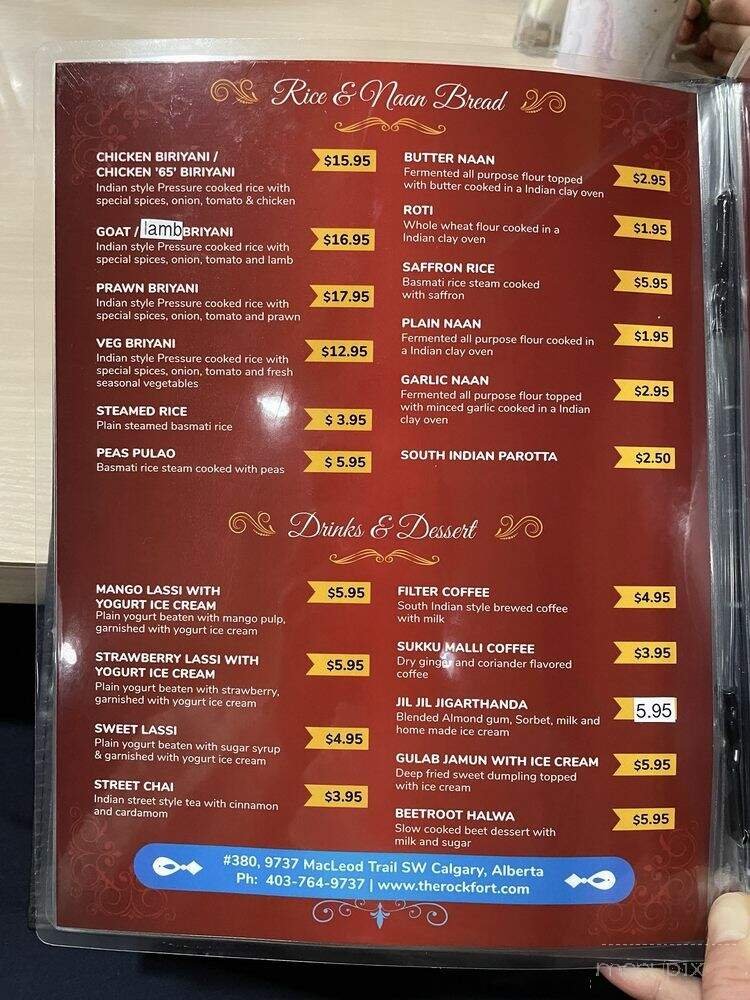 Rice & Naan Bread
CHICKEN BIRIYANI /
CHICKEN '65' BIRIYANI
$15.95
Indian style Pressure cooked rice with
special spices, onion, tomato & chicken
GOAT / lamb BRIYANI
$16.95
Indian style Pressure cooked rice with
special spices, onion, tomato and lamb
PRAWN BRIYANI
$17.95
Indian style Pressure cooked rice with
special spices, onion, tomato and prawn
VEG BRIYANI
$12.95
Indian style Pressure cooked rice with
special spices, onion, tomato and fresh
seasonal vegetables
STEAMED RICE
$ 3.95
Plain steamed basmati rice
PEAS PULAO
$ 5.95
Basmati rice steam cooked with peas
BUTTER NAAN
$2.95
Fermented all purpose flour topped
with butter cooked in a Indian clay oven
ROTI
$1.95
Whole wheat flour cooked in a
Indian clay oven
SAFFRON RICE
$5.95
Basmati rice steam cooked
with saffron
PLAIN NAAN
$1.95
Fermented all purpose flour cooked in
a Indian clay oven
GARLIC NAAN
$2.95
Fermented all purpose flour topped
with minced garlic cooked in a Indian
clay oven
SOUTH INDIAN PAROTTA
$2.50
Drinks & Dessert
MANGO LASSI WITH
YOGURT ICE CREAM
$5.95
Plain yogurt beaten with mango pulp,
garnished with yogurt ice cream
STRAWBERRY LASSI WITH
YOGURT ICE CREAM
$5.95
Plain yogurt beaten with strawberry,
garnished with yogurt ice cream
SWEET LASSI
$4.95
Plain yogurt beaten with sugar syrup
& garnished with yogurt ice cream
STREET CHAI
$3.95
Indian street style tea with cinnamon
and cardamom
FILTER COFFEE
$4.95
South Indian style brewed coffee
with milk
SUKKU MALLI COFFEE
$3.95
Dry ginger and coriander flavored
coffee
JIL JIL JIGARTHANDA
5.95
Blended Almond gum, Sorbet, milk and
home made ice cream
GULAB JAMUN WITH ICE CREAM
$5.95
Deep fried sweet dumpling topped
with ice cream
BEETROOT HALWA
$5.95
Slow cooked beet dessert with
milk and sugar
#380, 9737 MacLeod Trail SW Calgary, Alberta
Ph: 403-764-9737 | www.therockfort.com